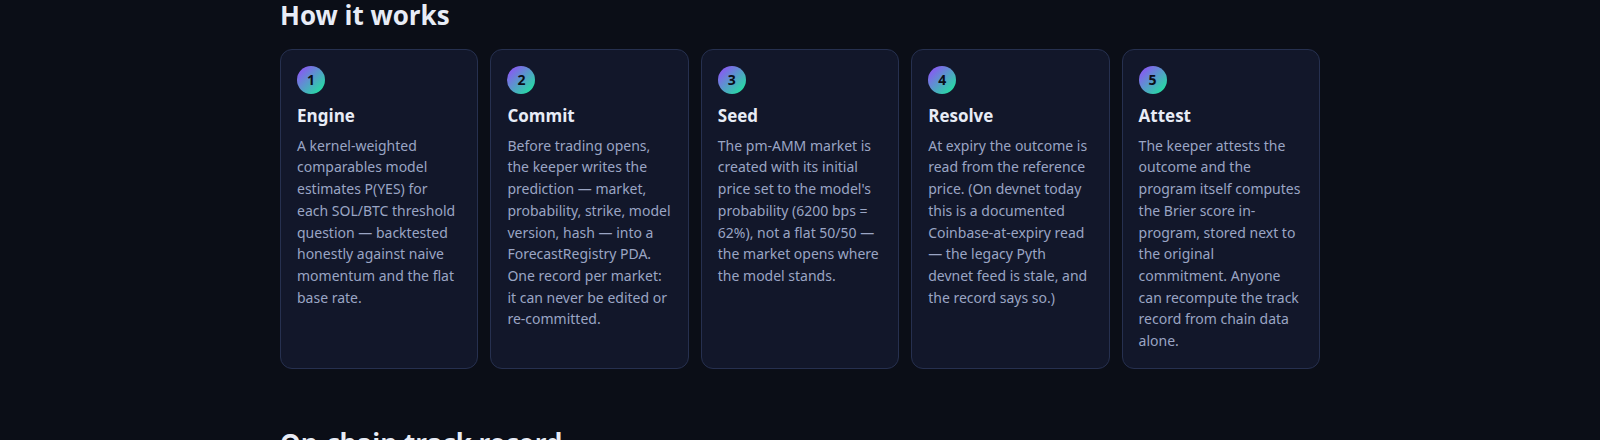 How it works
1
Engine
A kernel-weighted
comparables model
estimates P(YES) for
each SOL/BTC threshold
question — backtested
honestly against naive
momentum and the flat
base rate.
2
Commit
Before trading opens,
the keeper writes the
prediction — market,
probability, strike, model
version, hash — into a
ForecastRegistry PDA.
One record per market:
it can never be edited or
re-committed.
3
Seed
The pm-AMM market is
created with its initial
price set to the model's
probability (6200 bps =
62%), not a flat 50/50 —
the market opens where
the model stands.
4
Resolve
At expiry the outcome is
read from the reference
price. (On devnet today
this is a documented
Coinbase-at-expiry read
— the legacy Pyth
devnet feed is stale, and
the record says so.)
5
Attest
The keeper attests the
outcome and the
program itself computes
the Brier score in-
program, stored next to
the original
commitment. Anyone
can recompute the track
record from chain data
alone.
On-chain track record